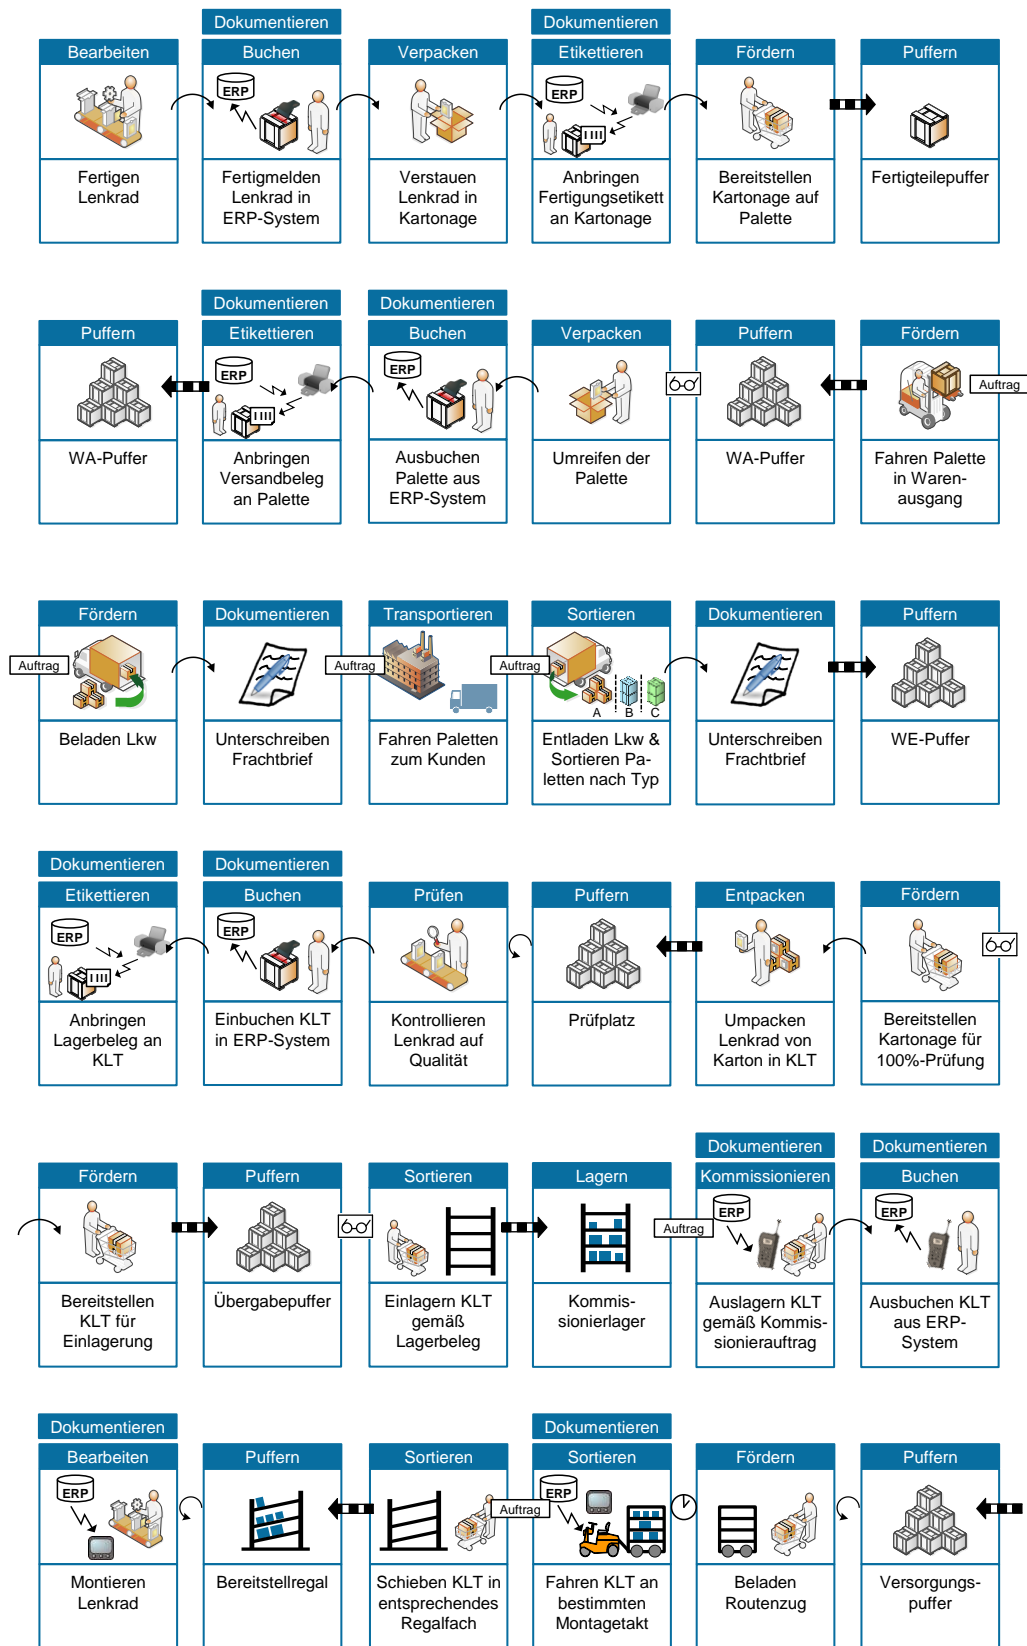 Dokumentieren
Dokumentieren
Bearbeiten
Buchen
Verpacken
Etikettieren
Fördern
Puffern
ERP
ERP
Fertigen
Lenkrad
Fertigmelden
Lenkrad in
ERP-System
Verstauen
Lenkrad in
Kartonage
Anbringen
Fertigungsetikett
an Kartonage
Bereitstellen
Kartonage auf
Palette
Fertigteilepuffer
Dokumentieren
Dokumentieren
Puffern
Etikettieren
Buchen
Verpacken
Puffern
Fördern
ERP
ERP
Auftrag
WA-Puffer
Anbringen
Versandbeleg
an Palette
Ausbuchen
Palette aus
ERP-System
Umreifen der
Palette
WA-Puffer
Fahren Palette
in Waren-
ausgang
Fördern
Dokumentieren
Transportieren
Sortieren
Dokumentieren
Puffern
Auftrag
Auftrag
Auftrag
A
B
C
Beladen Lkw
Unterschreiben
Frachtbrief
Fahren Paletten
zum Kunden
Entladen Lkw &
Sortieren Pa-
letten nach Typ
Unterschreiben
Frachtbrief
WE-Puffer
Dokumentieren
Dokumentieren
Etikettieren
Buchen
Prüfen
Puffern
Entpacken
Fördern
ERP
ERP
Anbringen
Lagerbeleg an
KLT
Einbuchen KLT
in ERP-System
Kontrollieren
Lenkrad auf
Qualität
Prüfplatz
Umpacken
Lenkrad von
Karton in KLT
Bereitstellen
Kartonage für
100%-Prüfung
Dokumentieren
Dokumentieren
Fördern
Puffern
Sortieren
Lagern
Kommissionieren
Buchen
ERP
ERP
Auftrag
Bereitstellen
KLT für
Einlagerung
Übergabepuffer
Einlagern KLT
gemäß
Lagerbeleg
Kommis-
sionierlager
Auslagern KLT
gemäß Kommis-
sionierauftrag
Ausbuchen KLT
aus ERP-
System
Dokumentieren
Dokumentieren
Bearbeiten
Puffern
Sortieren
Sortieren
Fördern
Puffern
ERP
ERP
Auftrag
Montieren
Lenkrad
Bereitstellregal
Schieben KLT in
entsprechendes
Regalfach
Fahren KLT an
bestimmten
Montagetakt
Beladen
Routenzug
Versorgungs-
puffer